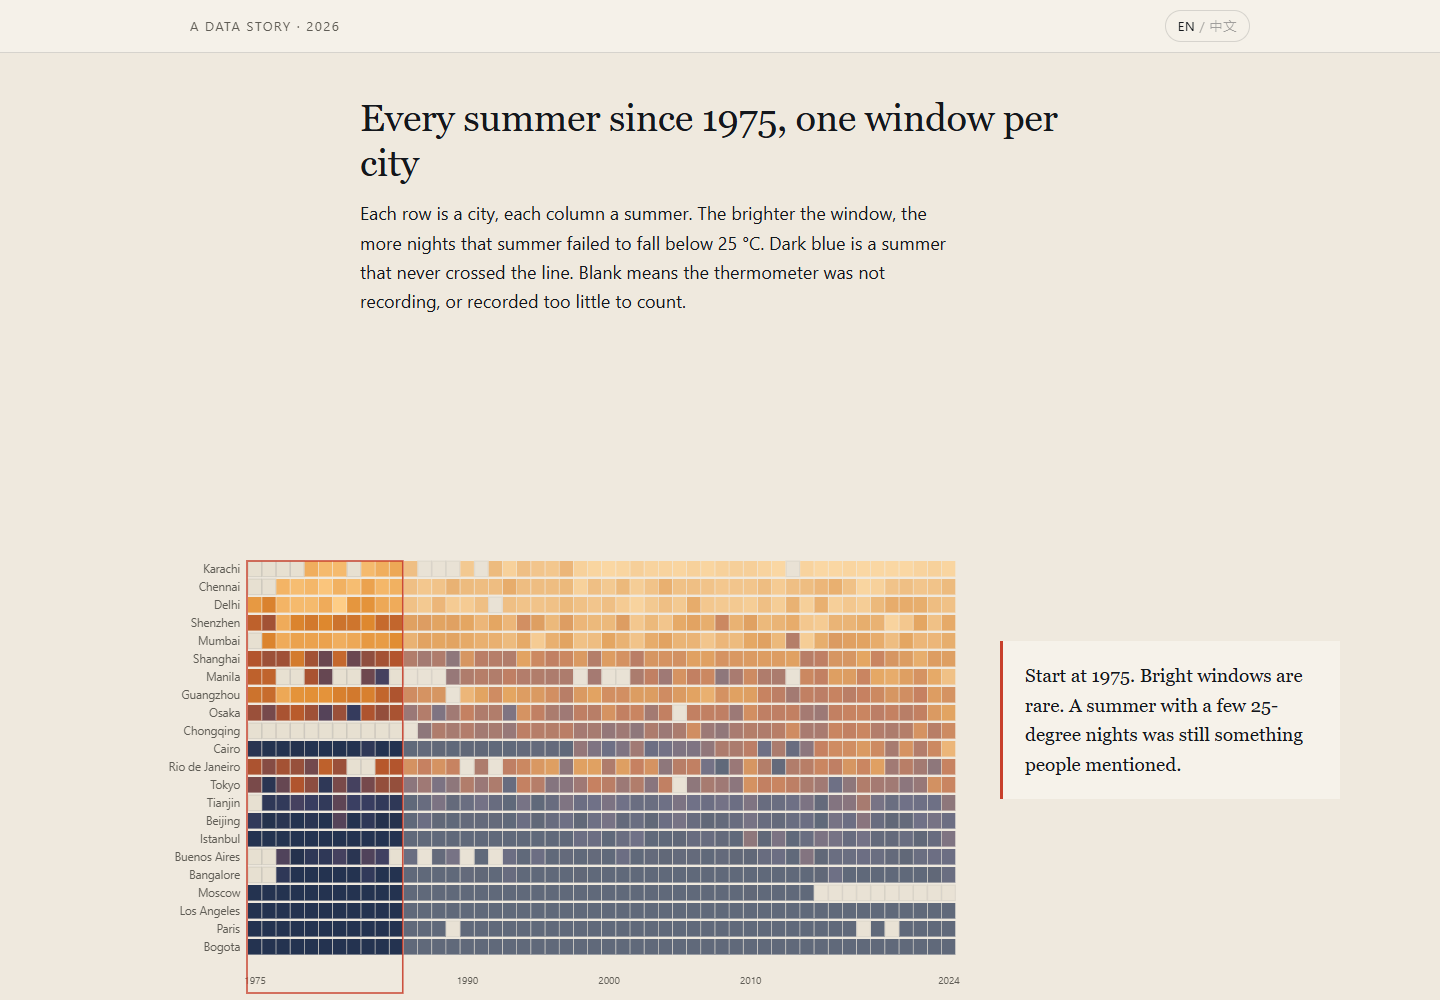 A DATA STORY · 2026
EN / 中文
Every summer since 1975, one window per
city
Each row is a city, each column a summer. The brighter the window, the
more nights that summer failed to fall below 25 °C. Dark blue is a summer
that never crossed the line. Blank means the thermometer was not
recording, or recorded too little to count.
Karachi
Chennai
Delhi
Shenzhen
Mumbai
Shanghai
Manila
Guangzhou
Osaka
Chongqing
Cairo
Rio de Janeiro
Tokyo
Tianjin
Beijing
Istanbul
Buenos Aires
Bangalore
Moscow
Los Angeles
Paris
Bogota
1975 1990 2000 2010 2024
Start at 1975. Bright windows are
rare. A summer with a few 25-
degree nights was still something
people mentioned.